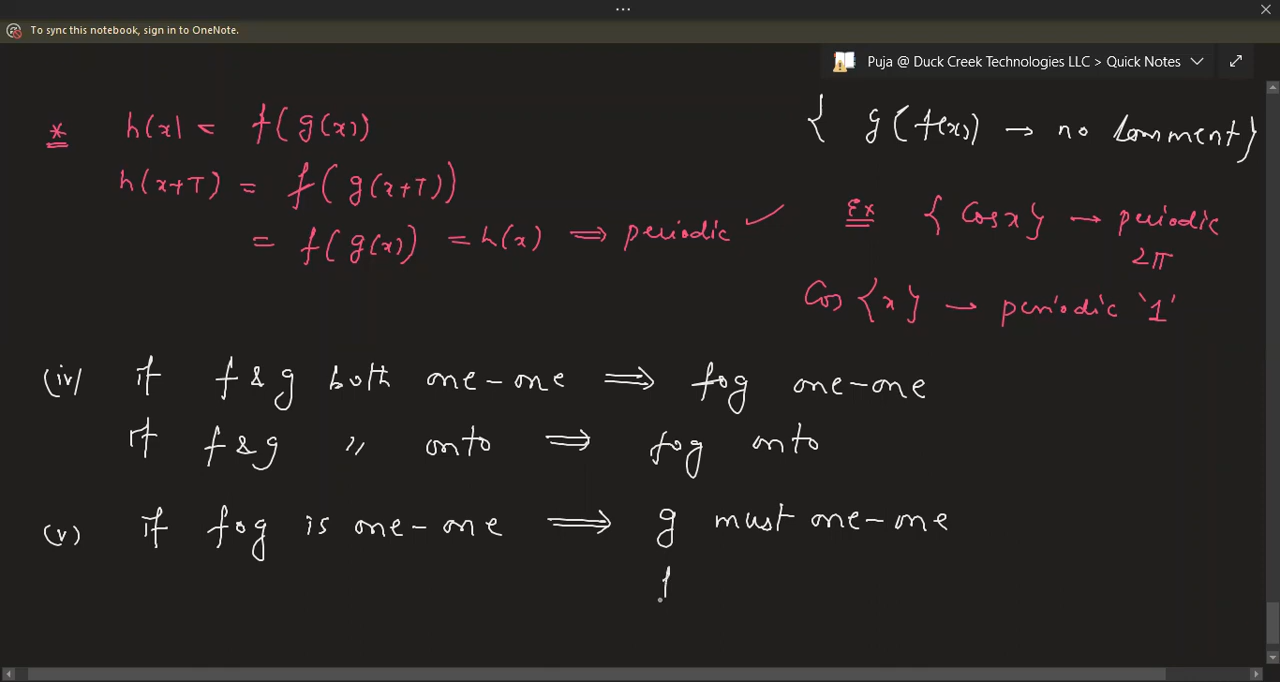 To sync this notebook, sign in to OneNote.
Puja @ Duck Creek Technologies LLC > Quick Notes
* h(x) = f(g(x))
{ g(f(x)) → no comment }
h(x+T) = f(g(x+T))
= f(g(x)) = h(x) ⇒ periodic ✓
Ex { Cos x } → periodic 2π
Cos {x} → periodic '1'
(iv) if f & g both one-one ⇒ fog one-one
if f & g " onto ⇒ fog onto
(v) if fog is one-one ⇒ g must one-one
f